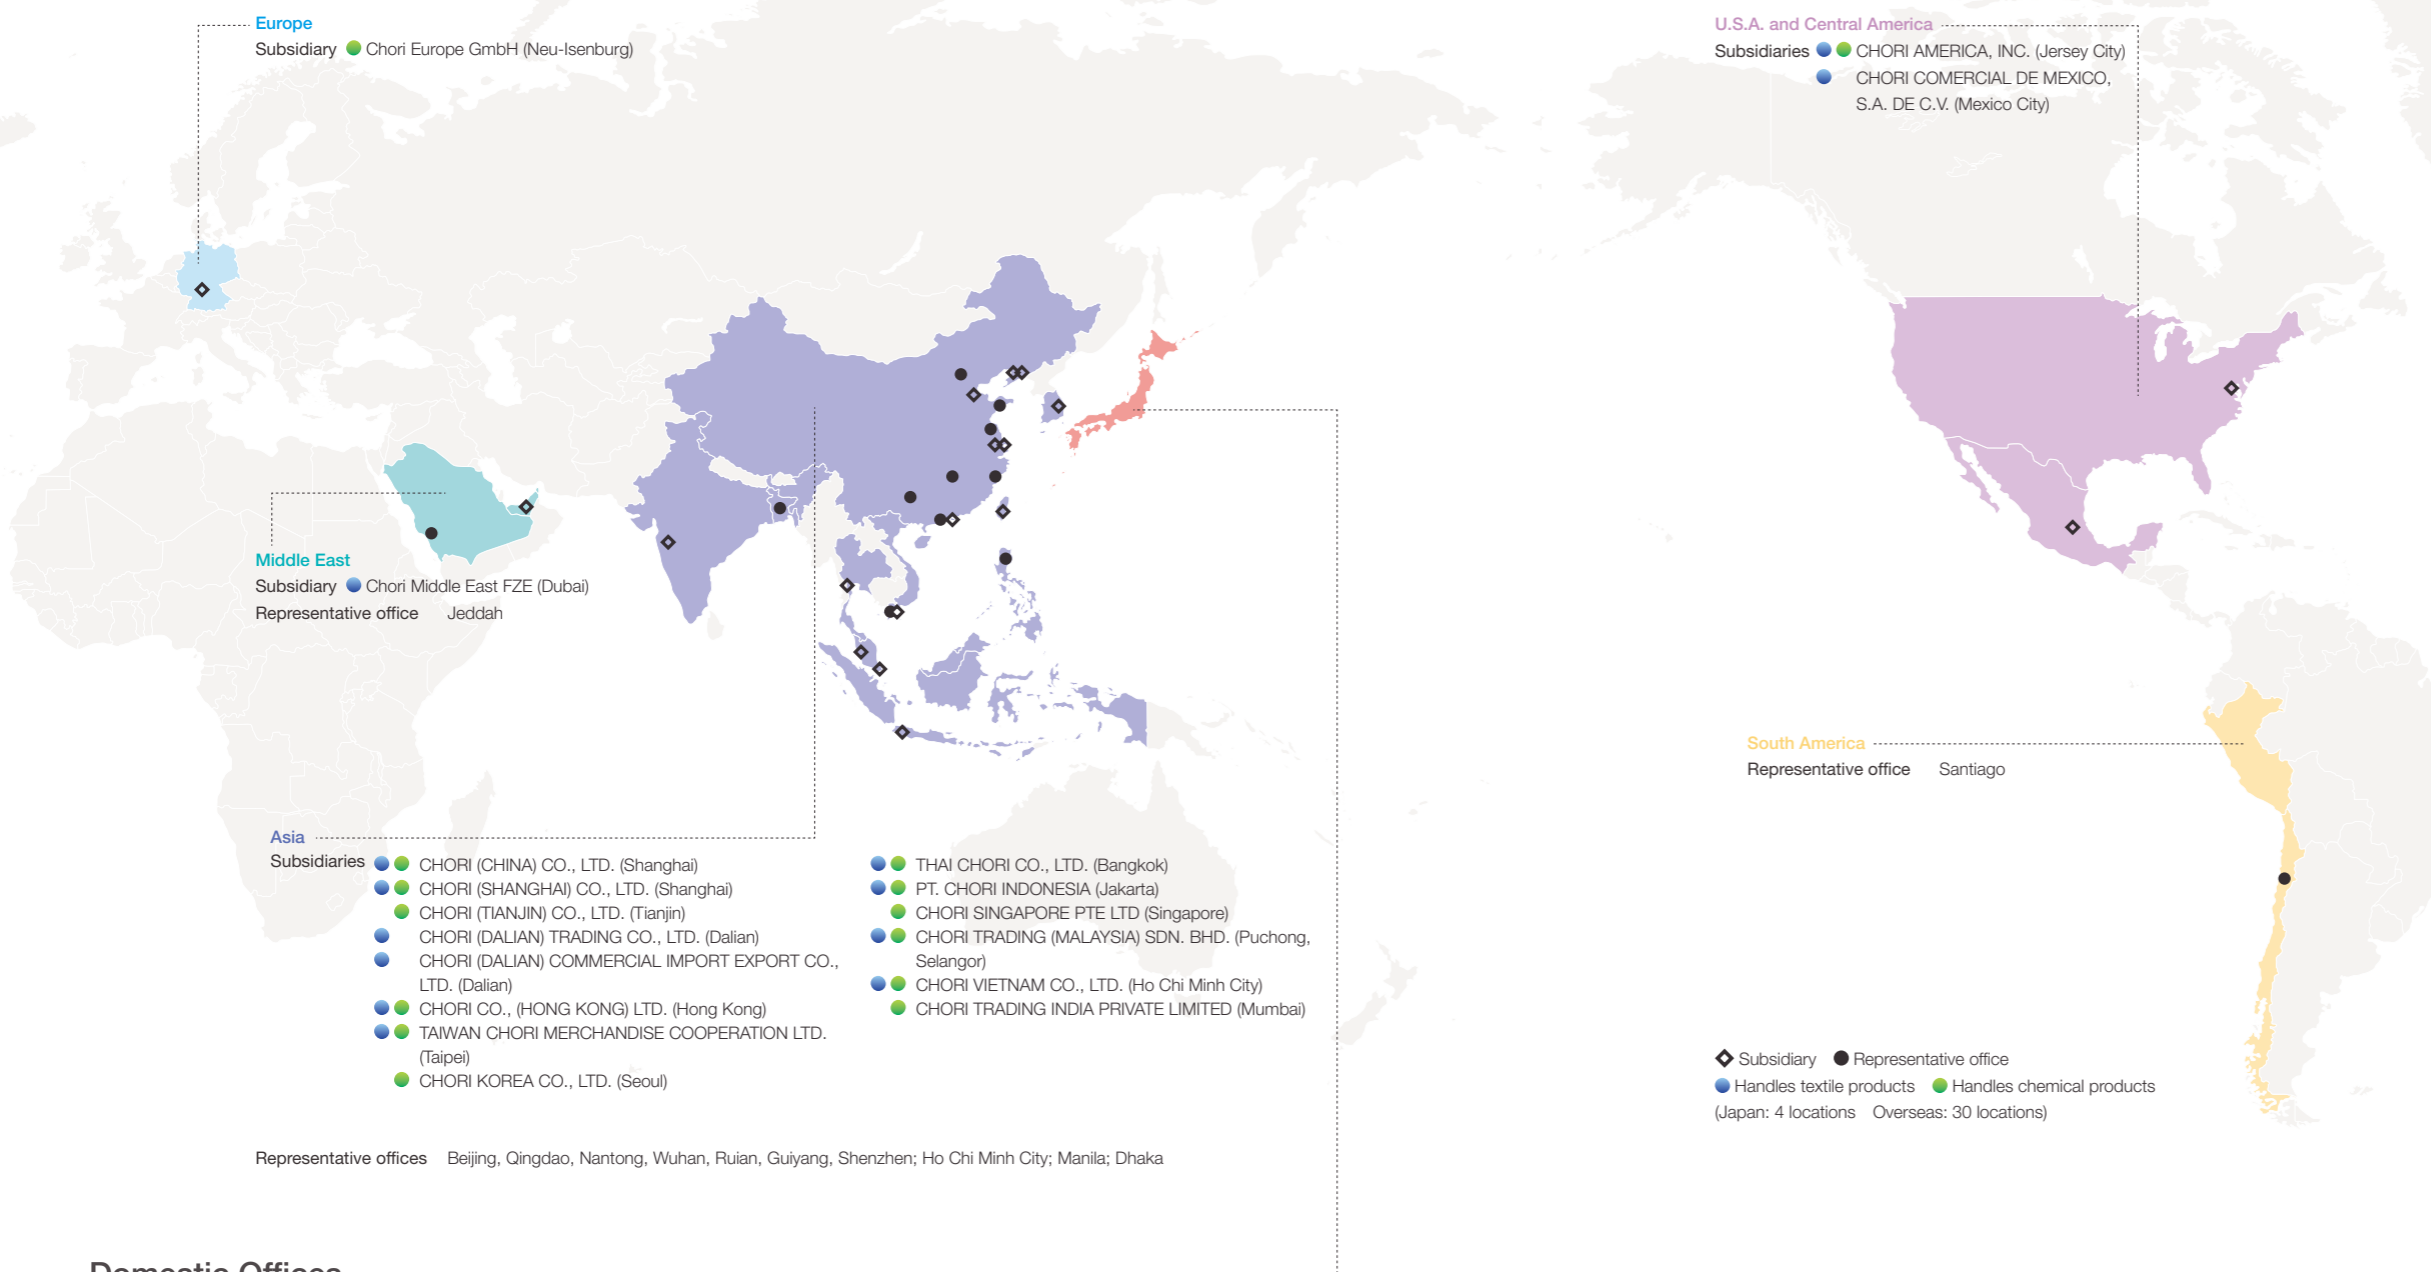 Europe
Subsidiary Chori Europe GmbH (Neu-Isenburg)
U.S.A. and Central America
Subsidiaries CHORI AMERICA, INC. (Jersey City)
CHORI COMERCIAL DE MEXICO,
S.A. DE C.V. (Mexico City)
Middle East
Subsidiary Chori Middle East FZE (Dubai)
Representative office Jeddah
South America
Representative office Santiago
Asia
Subsidiaries
CHORI (CHINA) CO., LTD. (Shanghai)
CHORI (SHANGHAI) CO., LTD. (Shanghai)
CHORI (TIANJIN) CO., LTD. (Tianjin)
CHORI (DALIAN) TRADING CO., LTD. (Dalian)
CHORI (DALIAN) COMMERCIAL IMPORT EXPORT CO.,
LTD. (Dalian)
CHORI CO., (HONG KONG) LTD. (Hong Kong)
TAIWAN CHORI MERCHANDISE COOPERATION LTD.
(Taipei)
CHORI KOREA CO., LTD. (Seoul)
THAI CHORI CO., LTD. (Bangkok)
PT. CHORI INDONESIA (Jakarta)
CHORI SINGAPORE PTE LTD (Singapore)
CHORI TRADING (MALAYSIA) SDN. BHD. (Puchong,
Selangor)
CHORI VIETNAM CO., LTD. (Ho Chi Minh City)
CHORI TRADING INDIA PRIVATE LIMITED (Mumbai)
Representative offices Beijing, Qingdao, Nantong, Wuhan, Ruian, Guiyang, Shenzhen; Ho Chi Minh City; Manila; Dhaka
Subsidiary Representative office
Handles textile products Handles chemical products
(Japan: 4 locations Overseas: 30 locations)
Domestic Offices